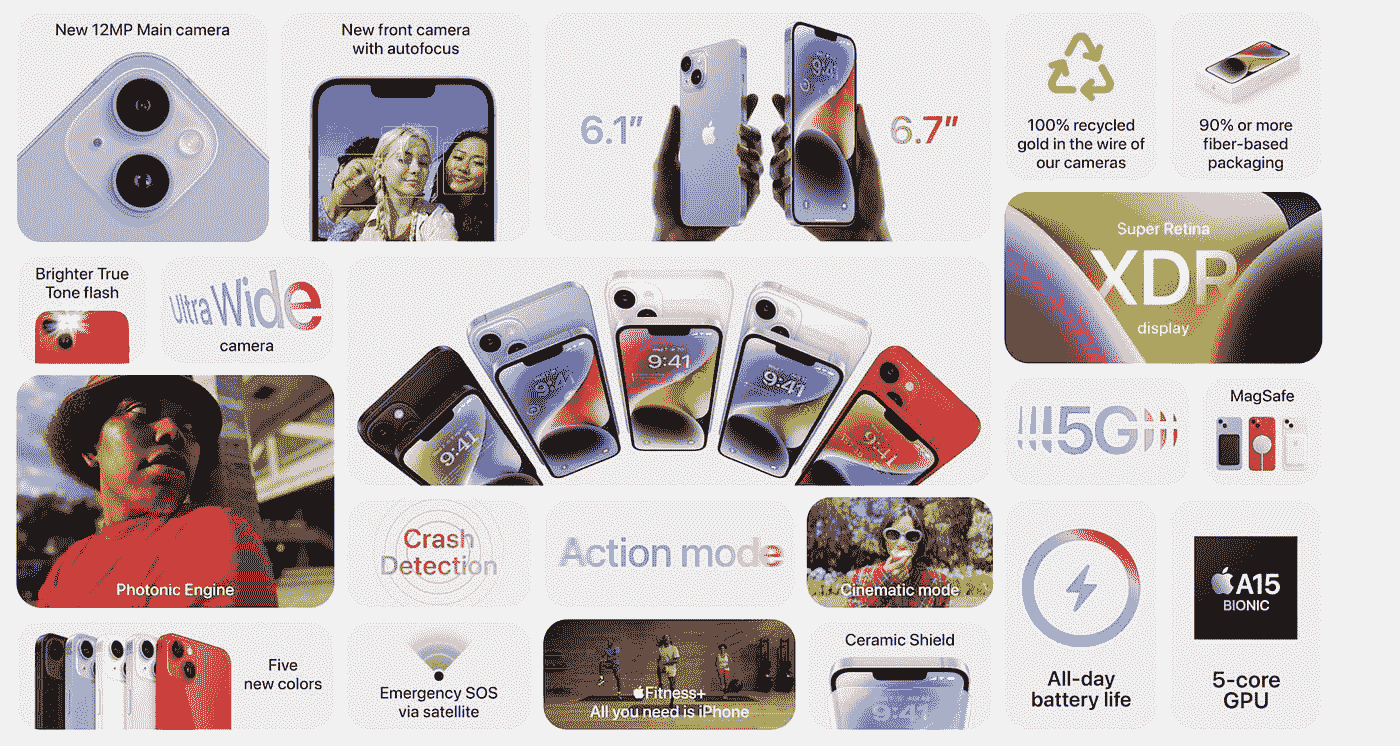 New 12MP Main camera
New front camera
with autofocus
6.1”
6.7”
100% recycled
gold in the wire of
our cameras
90% or more
fiber-based
packaging
Brighter True
Tone flash
Ultra Wide
camera
9:41
9:41
9:41
9:41
9:41
Super Retina
XDR
display
5G
MagSafe
Photonic Engine
Crash
Detection
Action mode
Cinematic mode
All-day
battery life
A15
BIONIC
5-core
GPU
Five
new colors
Emergency SOS
via satellite
Fitness+
All you need is iPhone
Ceramic Shield
9:41